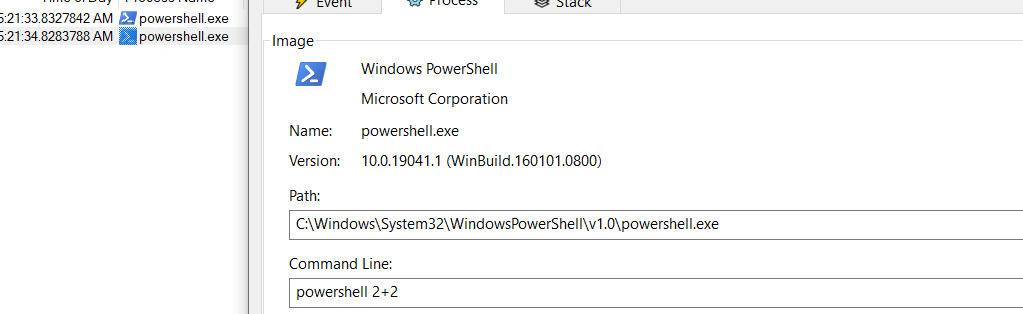 Time of Day Process Name
5:21:33.8327842 AM powershell.exe
5:21:34.8283788 AM powershell.exe
Event Process Stack
Image
Windows PowerShell
Microsoft Corporation
Name: powershell.exe
Version: 10.0.19041.1 (WinBuild.160101.0800)
Path:
C:\Windows\System32\WindowsPowerShell\v1.0\powershell.exe
Command Line:
powershell 2+2